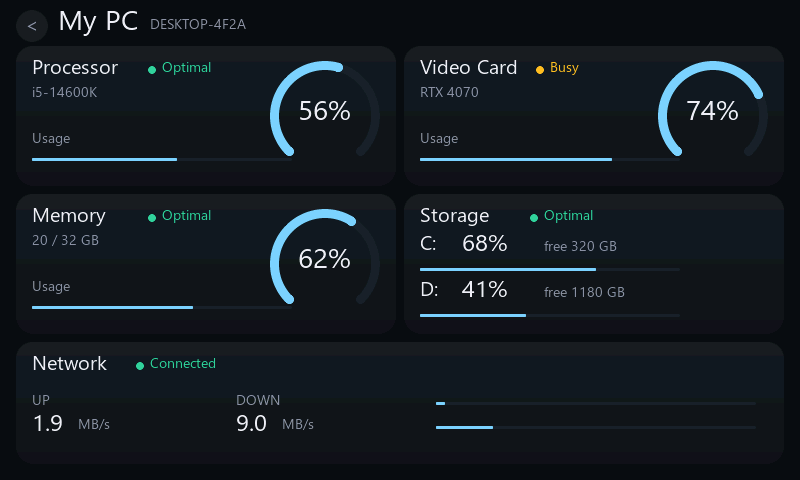 <
My PC DESKTOP-4F2A
Processor Optimal
i5-14600K
56%
Usage
Video Card Busy
RTX 4070
74%
Usage
Memory Optimal
20 / 32 GB
62%
Usage
Storage Optimal
C: 68% free 320 GB
D: 41% free 1180 GB
Network Connected
UP DOWN
1.9 MB/s 9.0 MB/s